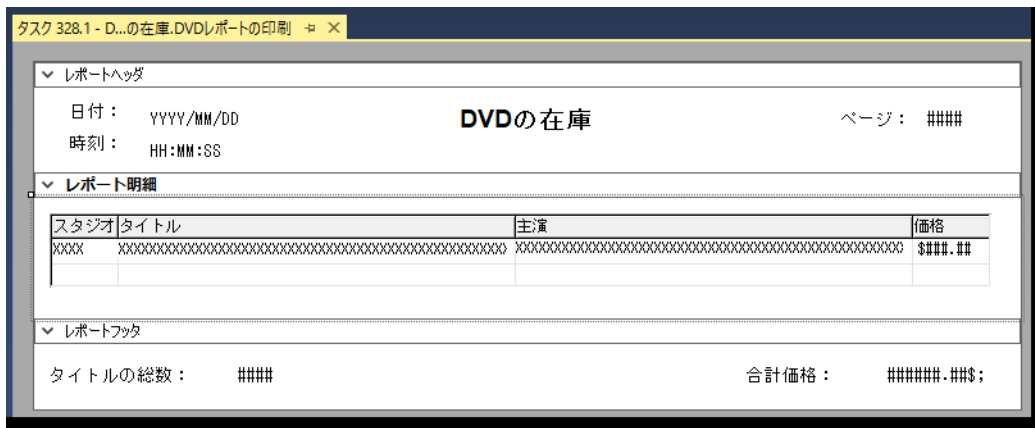 タスク 328.1 - D...の在庫.DVDレポートの印刷
レポートヘッダ
日付： YYYY/MM/DD DVDの在庫 ページ： ####
時刻： HH:MM:SS
レポート明細
スタジオ タイトル 主演 価格
XXXX XXXXXXXXXXXXXXXXXXXXXXXXXXXXXXXXXXXXXXXXXXXXXXXXXX XXXXXXXXXXXXXXXXXXXXXXXXXXXXXXXXXXXXXXXXXXXXXXXXXX $###.##
レポートフッタ
タイトルの総数： #### 合計価格： ######.##$;